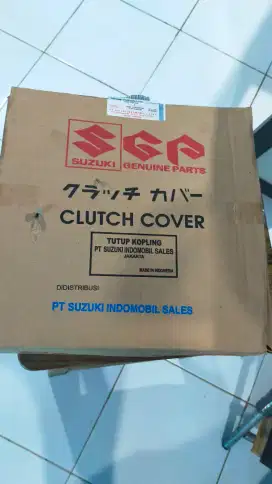 SGP
SUZUKI GENUINE PARTS
クラッチ カバー
CLUTCH COVER
TUTUP KOPLING
PT SUZUKI INDOMOBIL SALES
JAKARTA
MADE IN INDONESIA
DIDISTRIBUSI
PT SUZUKI INDOMOBIL SALES